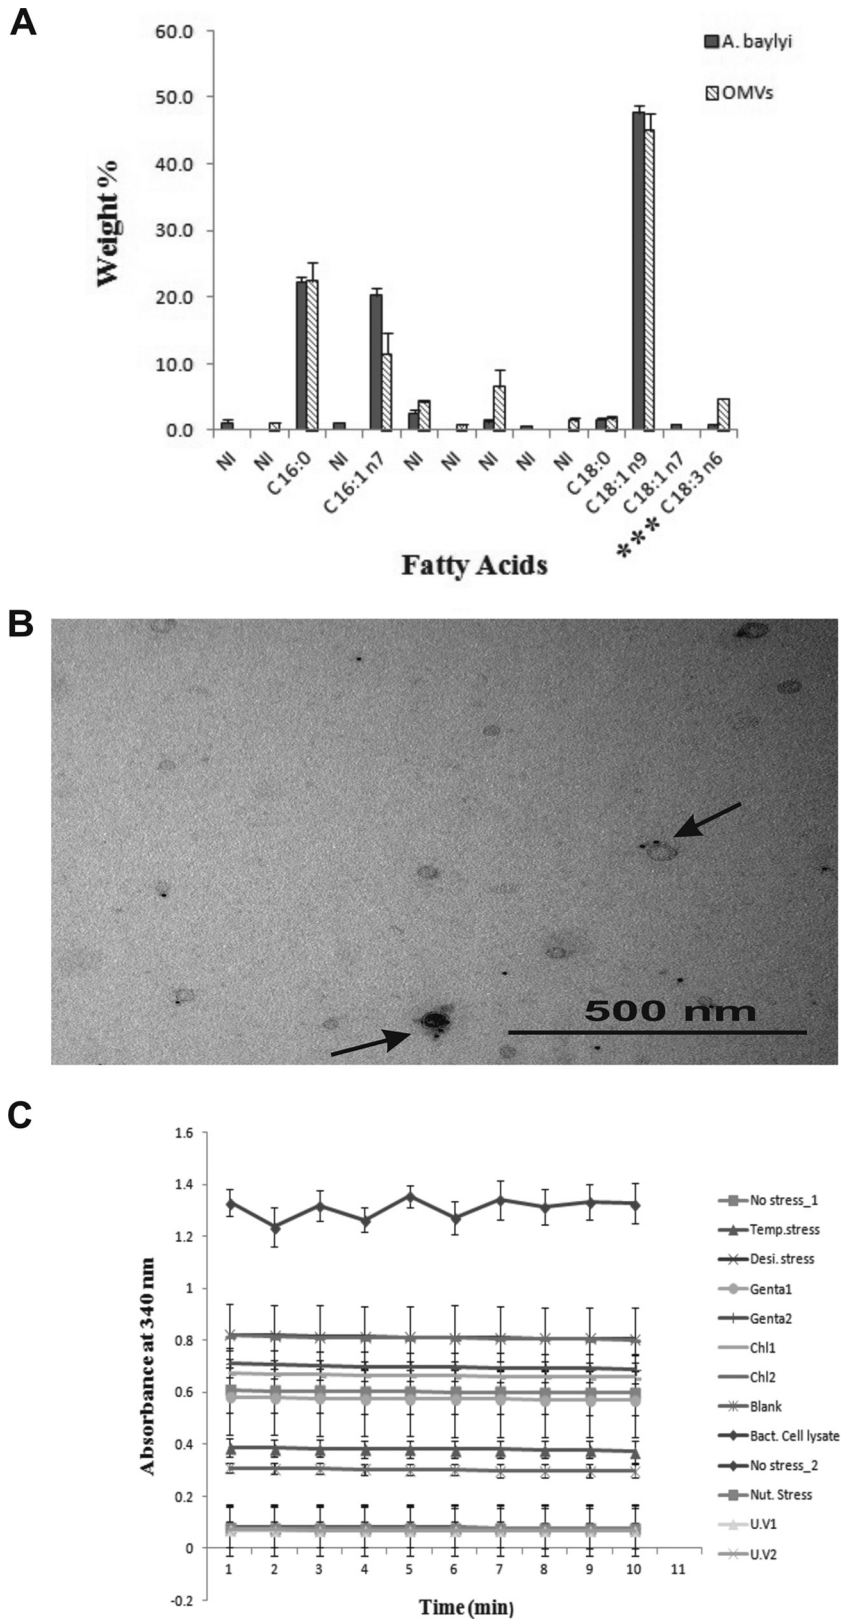 A
60.0
50.0
40.0
30.0
20.0
10.0
0.0
Weight %
A. baylyi
OMVs
NI
NI
C16:0
NI
C16:1 n7
NI
NI
NI
NI
NI
C18:0
C18:1 n9
C18:1 n7
*** C18:3 n6
Fatty Acids
B
500 nm
C
1.6
1.4
1.2
1
0.8
0.6
0.4
0.2
0
-0.2
Absorbance at 340 nm
1 2 3 4 5 6 7 8 9 10 11
Time (min)
No stress_1
Temp.stress
Desi. stress
Genta1
Genta2
Chl1
Chl2
Blank
Bact. Cell lysate
No stress_2
Nut. Stress
U.V1
U.V2